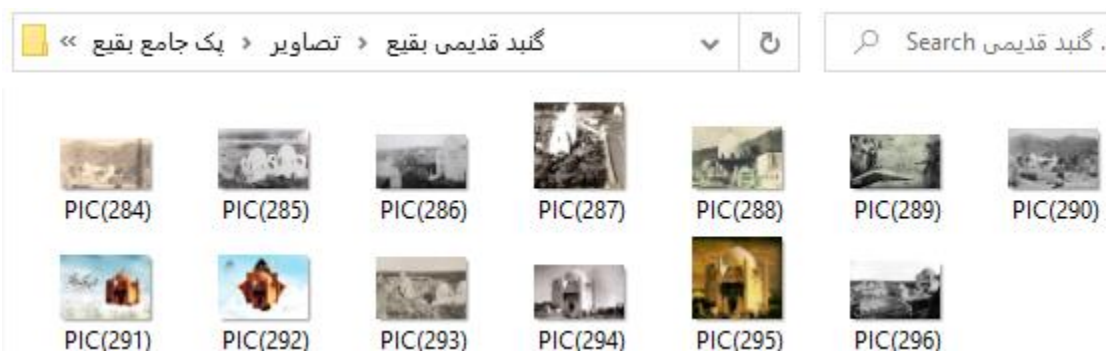 « پک جامع بقیع › تصاویر › گنبد قدیمی بقیع
Search گنبد قدیمی .
PIC(284) PIC(285) PIC(286) PIC(287) PIC(288) PIC(289) PIC(290)
PIC(291) PIC(292) PIC(293) PIC(294) PIC(295) PIC(296)